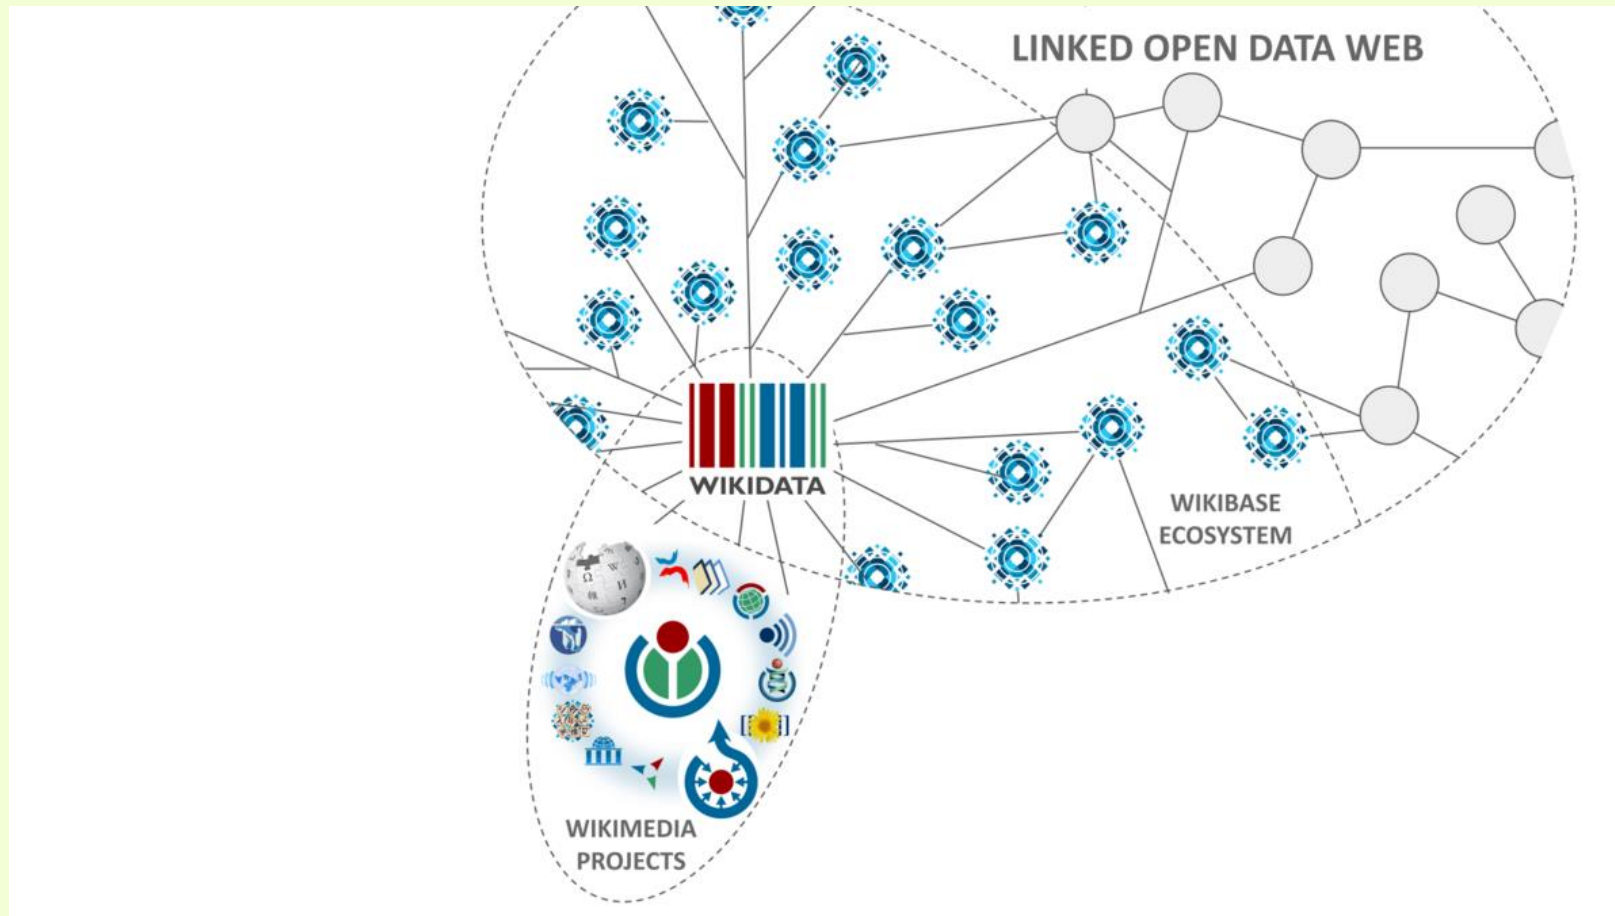 LINKED OPEN DATA WEB
WIKIDATA
WIKIBASE
ECOSYSTEM
Ω W
И
WIKIMEDIA
PROJECTS